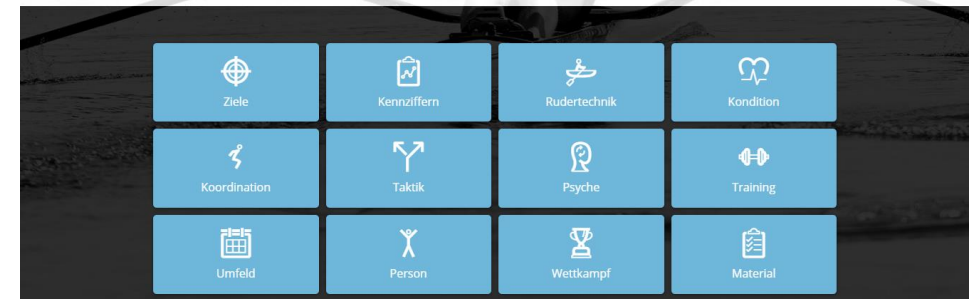 Ziele
Kennziffern
Rudertechnik
Kondition
Koordination
Taktik
Psyche
Training
Umfeld
Person
Wettkampf
Material